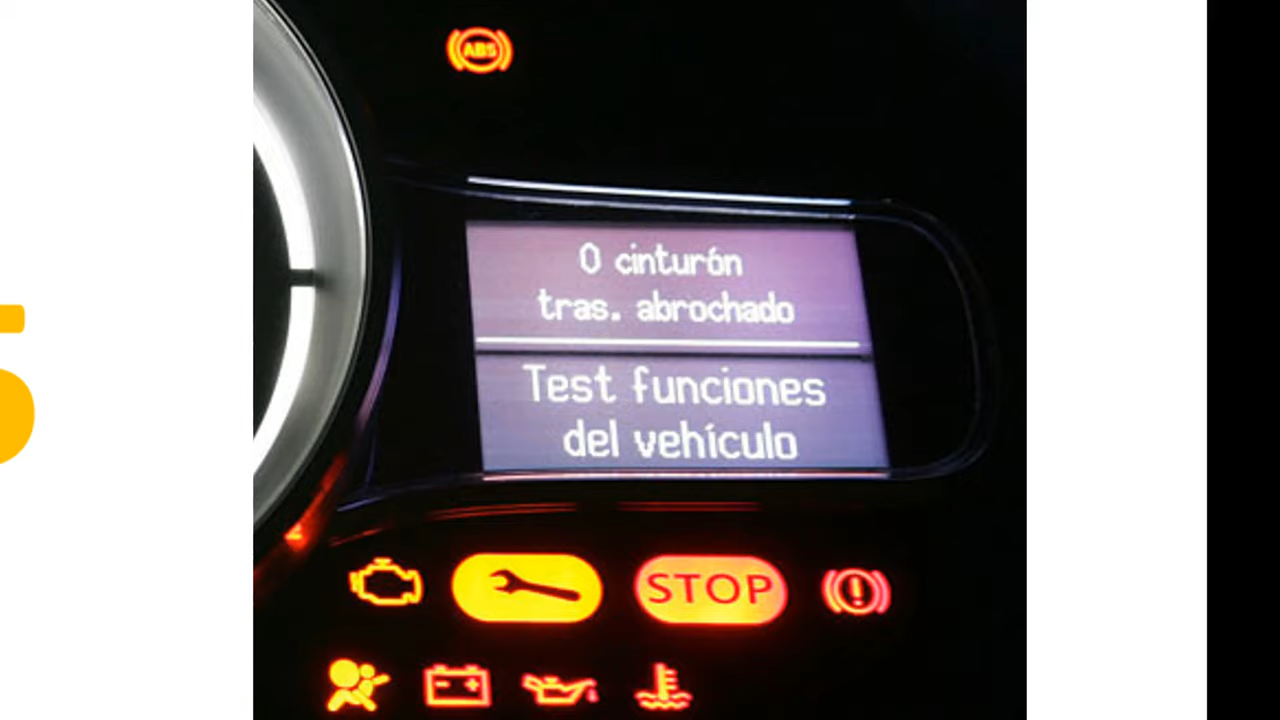 ABS
0 cinturón
tras. abrochado
Test funciones
del vehículo
STOP